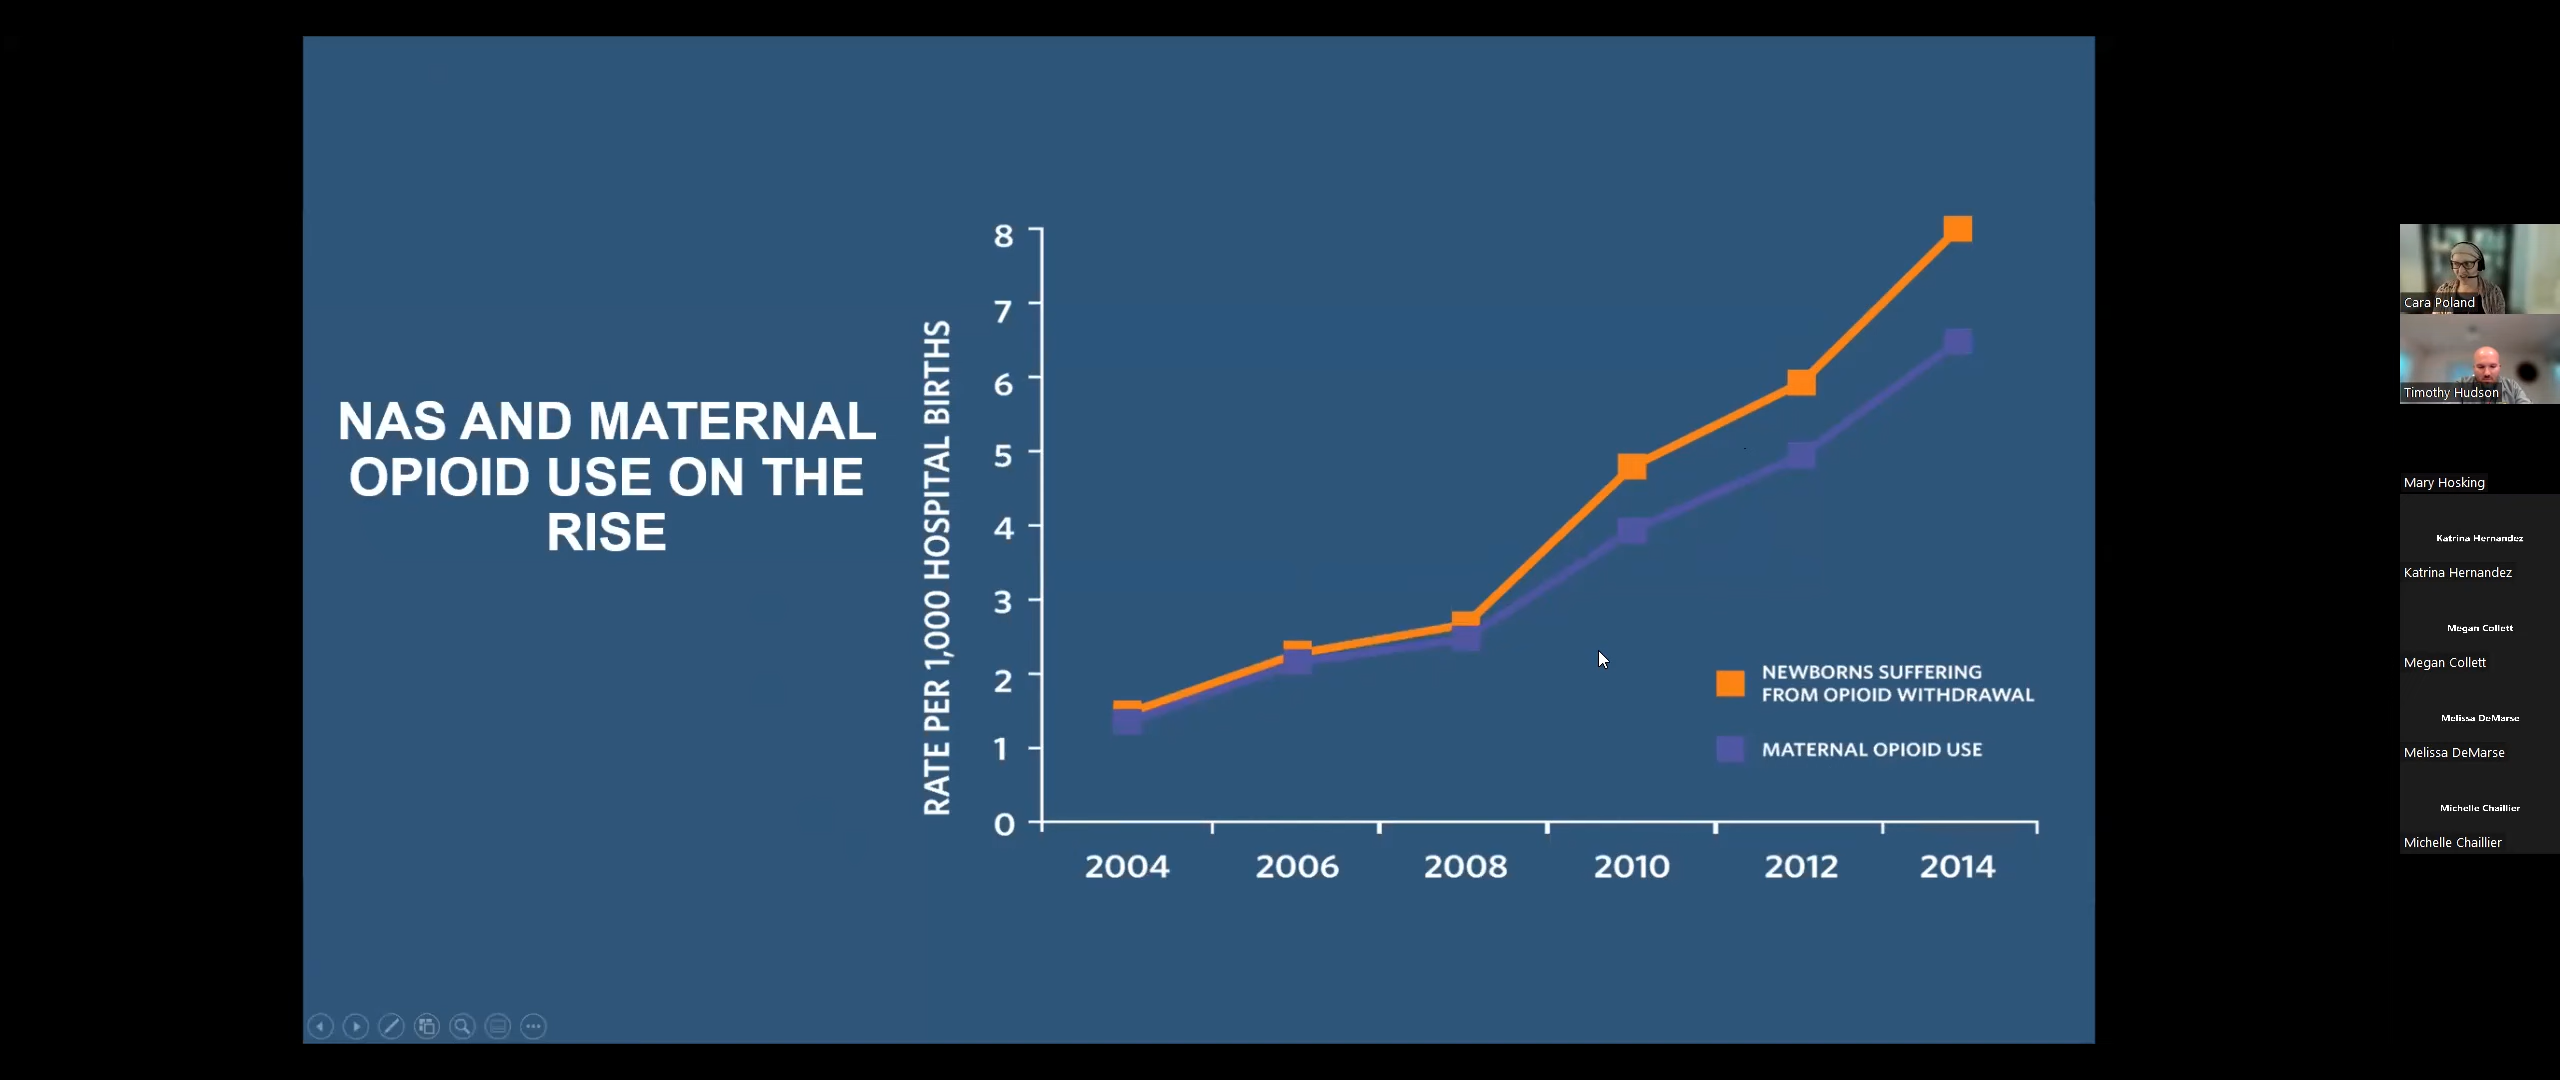 NAS AND MATERNAL
OPIOID USE ON THE
RISE
RATE PER 1,000 HOSPITAL BIRTHS
8
7
6
5
4
3
2
1
0
2004 2006 2008 2010 2012 2014
NEWBORNS SUFFERING
FROM OPIOID WITHDRAWAL
MATERNAL OPIOID USE
Cara Poland
Timothy Hudson
Mary Hosking
Katrina Hernandez
Katrina Hernandez
Megan Collett
Megan Collett
Melissa DeMarse
Melissa DeMarse
Michelle Chaillier
Michelle Chaillier